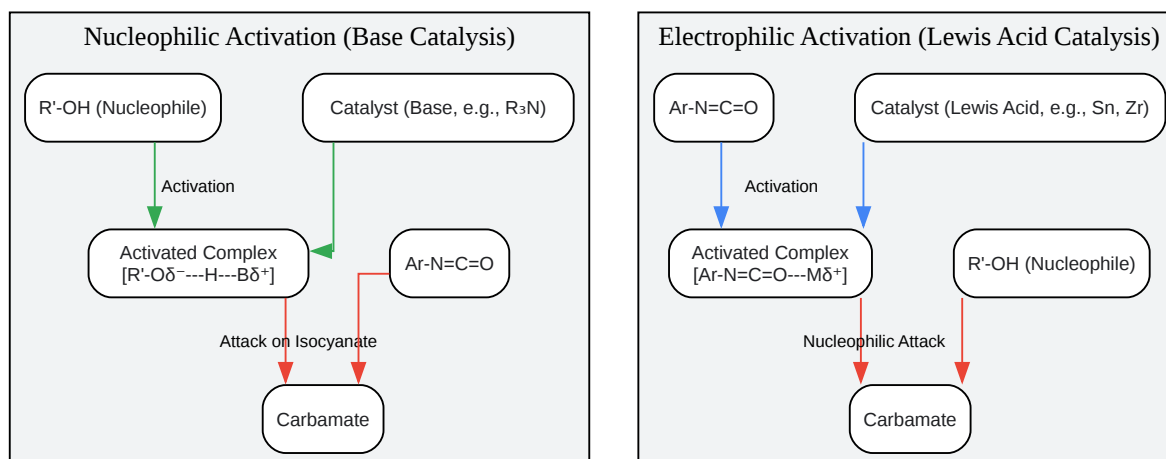 Nucleophilic Activation (Base Catalysis)
R'-OH (Nucleophile)
Catalyst (Base, e.g., R₃N)
Activation
Activated Complex
[R'-Oδ⁻---H---Bδ⁺]
Ar-N=C=O
Attack on Isocyanate
Carbamate
Electrophilic Activation (Lewis Acid Catalysis)
Ar-N=C=O
Catalyst (Lewis Acid, e.g., Sn, Zr)
Activation
Activated Complex
[Ar-N=C=O---Mδ⁺]
R'-OH (Nucleophile)
Nucleophilic Attack
Carbamate